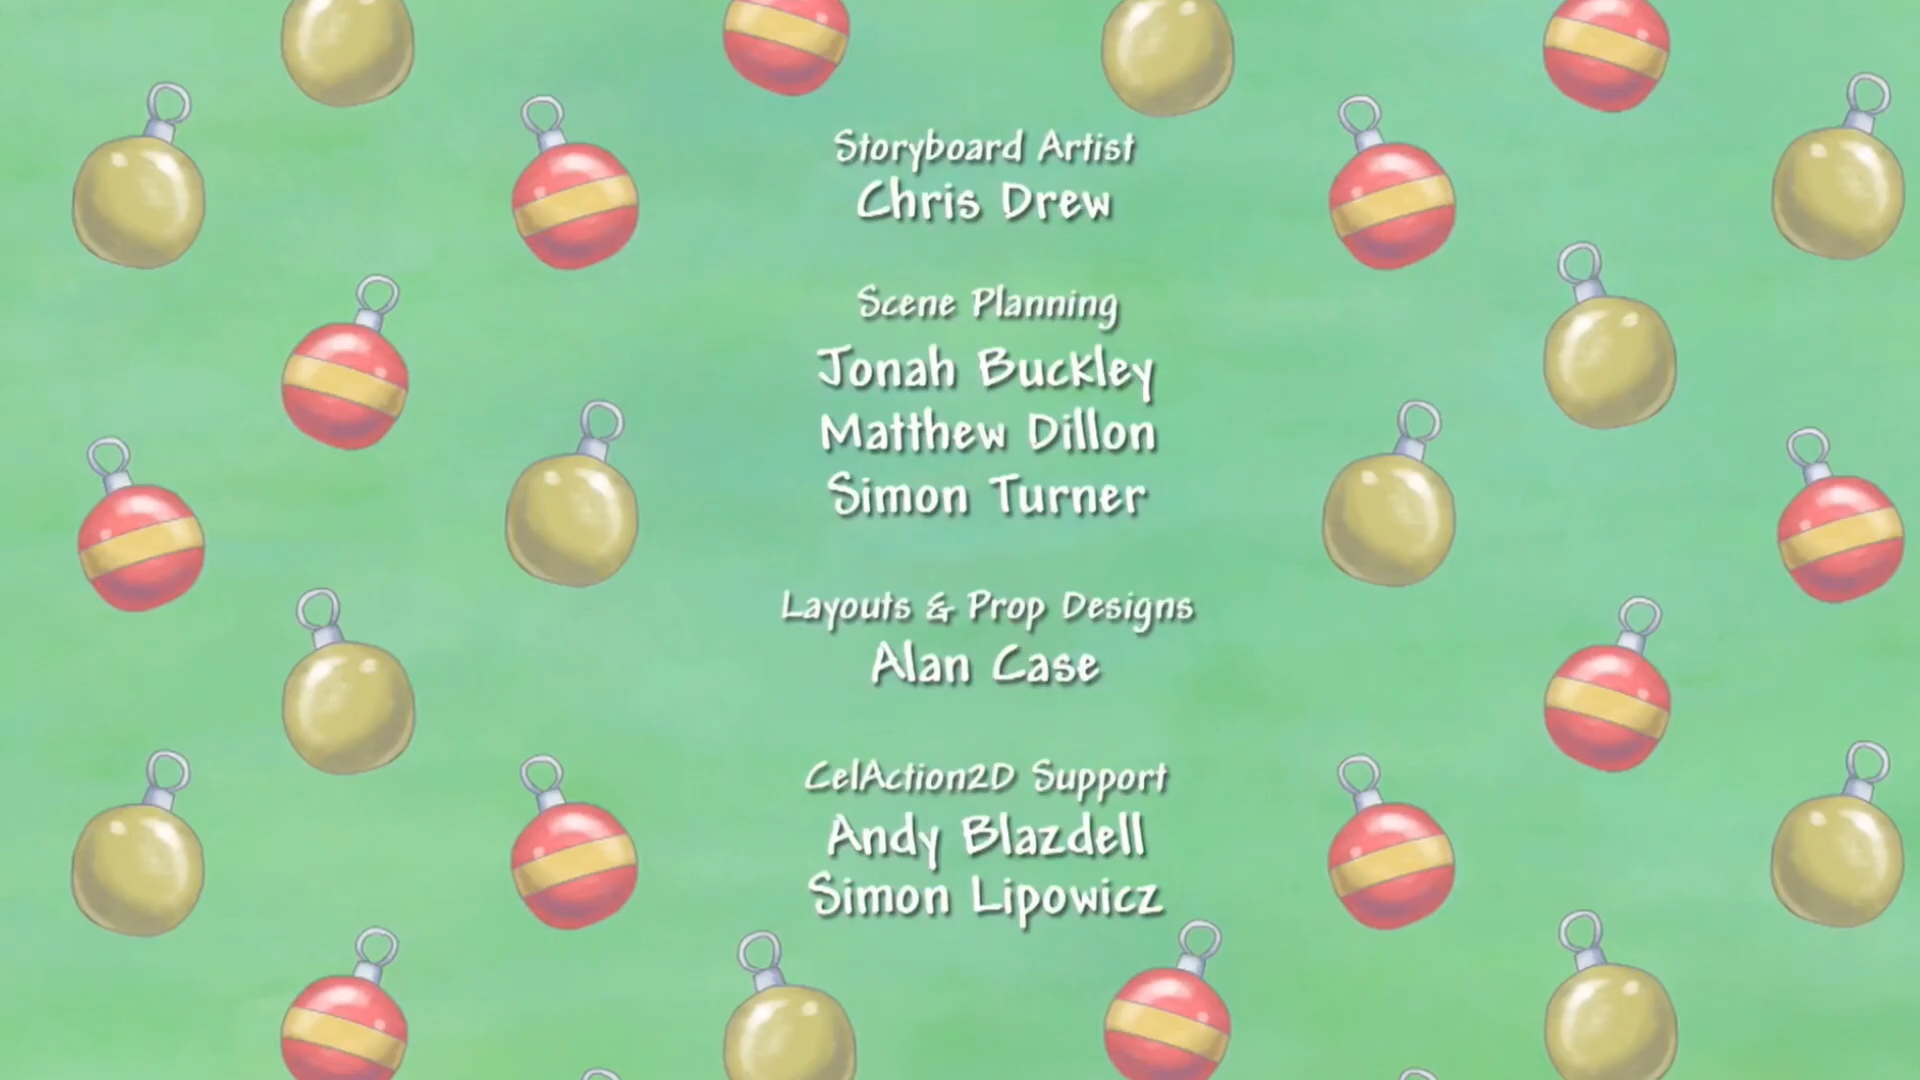 Storyboard Artist
Chris Drew
Scene Planning
Jonah Buckley
Matthew Dillon
Simon Turner
Layouts & Prop Designs
Alan Case
CelAction2D Support
Andy Blazdell
Simon Lipowicz